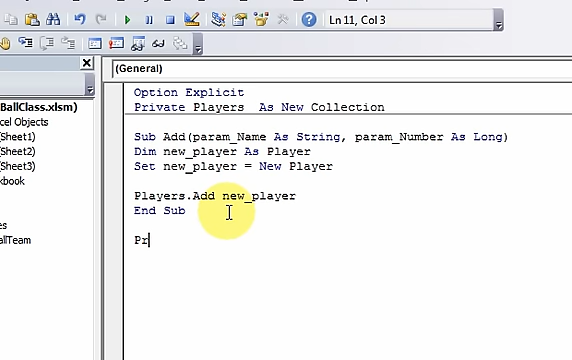 Ln 11, Col 3
(General)
BallClass.xlsm)
cel Objects
(Sheet1)
(Sheet2)
(Sheet3)
kbook
es
allTeam
Option Explicit
Private Players As New Collection
Sub Add(param_Name As String, param_Number As Long)
Dim new_player As Player
Set new_player = New Player
Players.Add new_player
End Sub
Pr